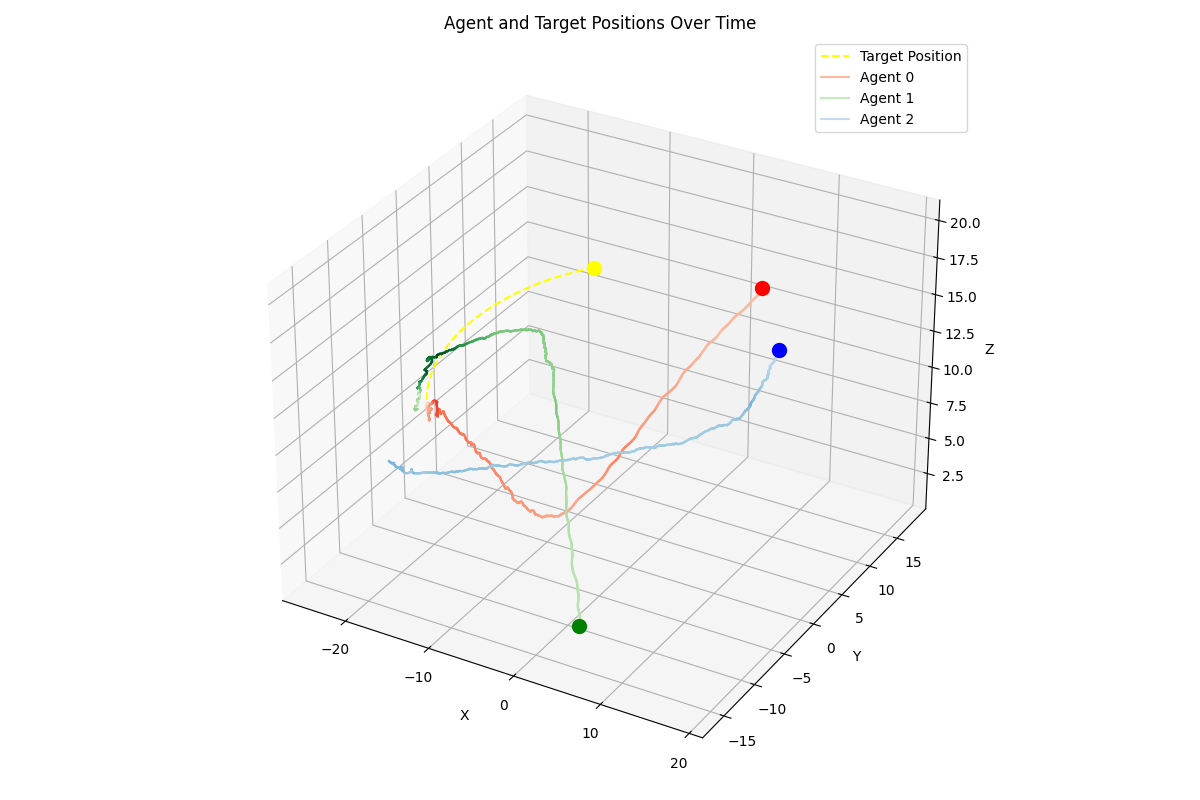 Agent and Target Positions Over Time
Target Position
Agent 0
Agent 1
Agent 2
20.0
17.5
15.0
12.5
10.0
7.5
5.0
2.5
Z
15
10
5
0
−5
−10
−15
Y
−20
−10
0
10
20
X